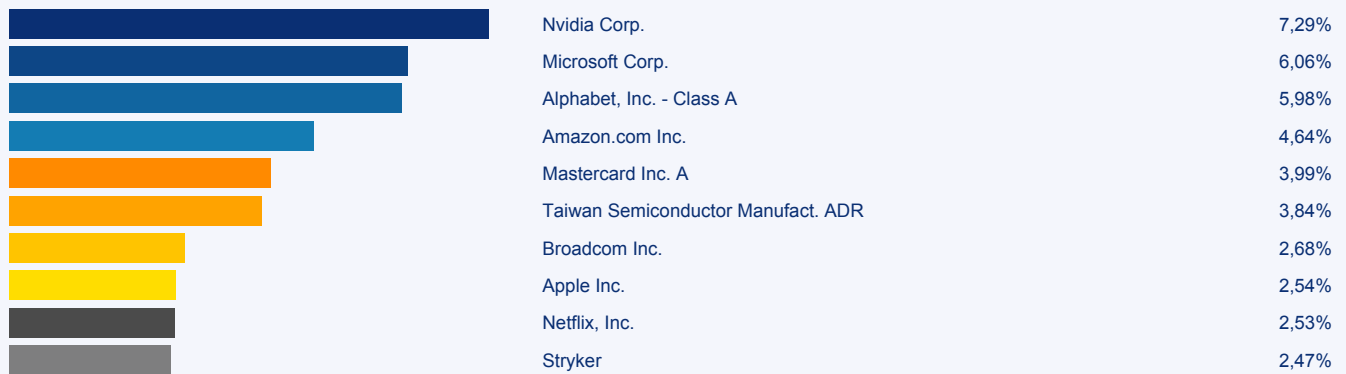 Nvidia Corp. 7,29%
Microsoft Corp. 6,06%
Alphabet, Inc. - Class A 5,98%
Amazon.com Inc. 4,64%
Mastercard Inc. A 3,99%
Taiwan Semiconductor Manufact. ADR 3,84%
Broadcom Inc. 2,68%
Apple Inc. 2,54%
Netflix, Inc. 2,53%
Stryker 2,47%